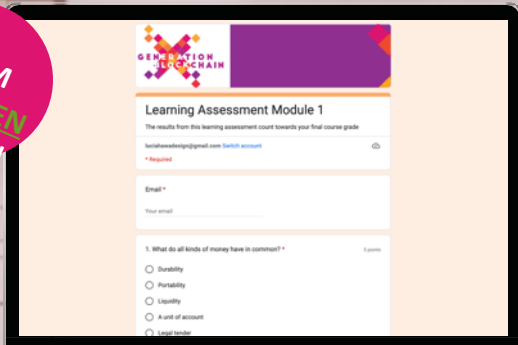 M
EN
GENERATION
BLOCKCHAIN
Learning Assessment Module 1
The results from this learning assessment count towards your final course grade
luciahawadesign@gmail.com Switch account
* Required
Email *
Your email
1. What do all kinds of money have in common? *
5 points
Durability
Portability
Liquidity
A unit of account
Legal tender